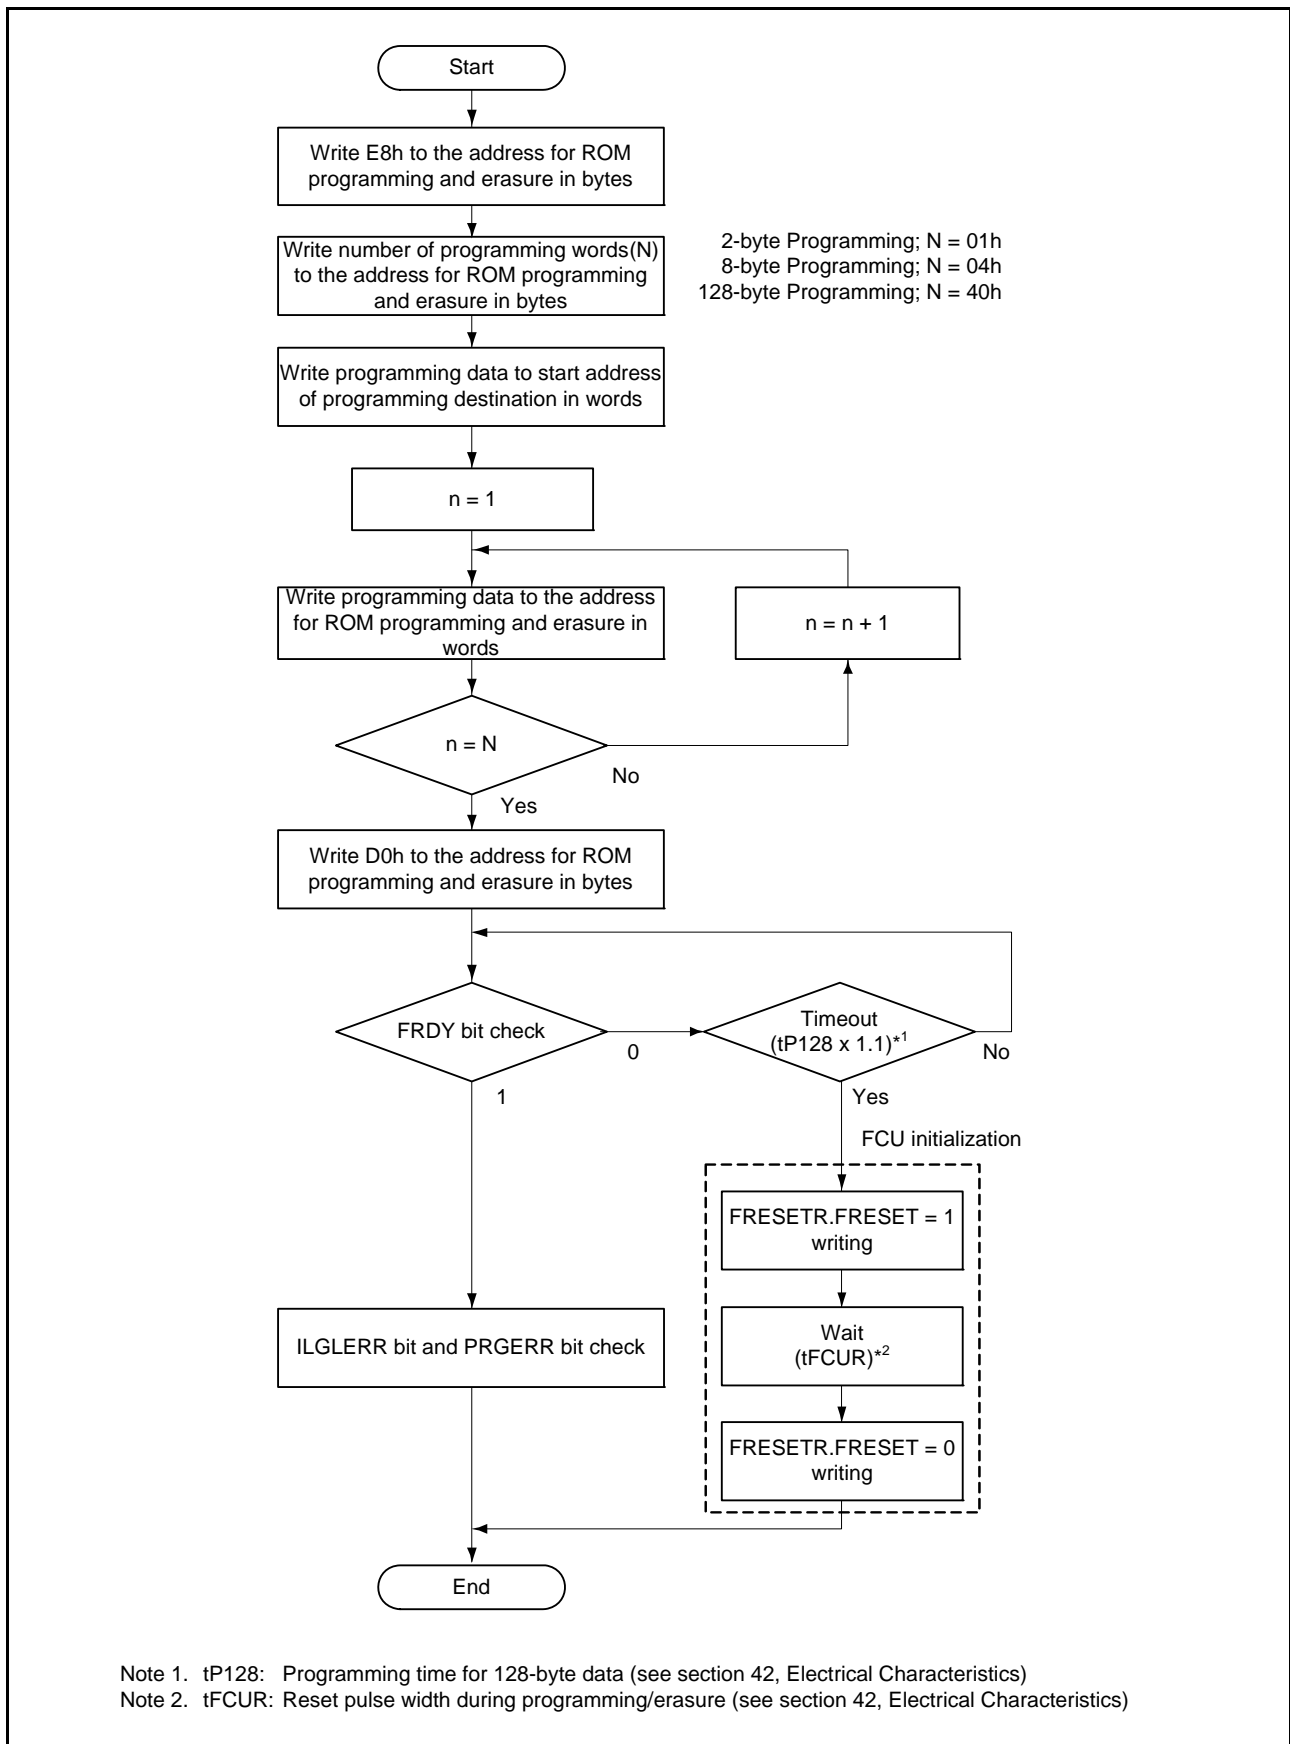 Start
Write E8h to the address for ROM
programming and erasure in bytes
Write number of programming words(N)
to the address for ROM programming
and erasure in bytes
2-byte Programming; N = 01h
8-byte Programming; N = 04h
128-byte Programming; N = 40h
Write programming data to start address
of programming destination in words
n = 1
Write programming data to the address
for ROM programming and erasure in
words
n = n + 1
n = N
No
Yes
Write D0h to the address for ROM
programming and erasure in bytes
FRDY bit check
0
1
Timeout
(tP128 x 1.1)*1
No
Yes
FCU initialization
FRESETR.FRESET = 1
writing
Wait
(tFCUR)*2
FRESETR.FRESET = 0
writing
ILGLERR bit and PRGERR bit check
End
Note 1. tP128: Programming time for 128-byte data (see section 42, Electrical Characteristics)
Note 2. tFCUR: Reset pulse width during programming/erasure (see section 42, Electrical Characteristics)